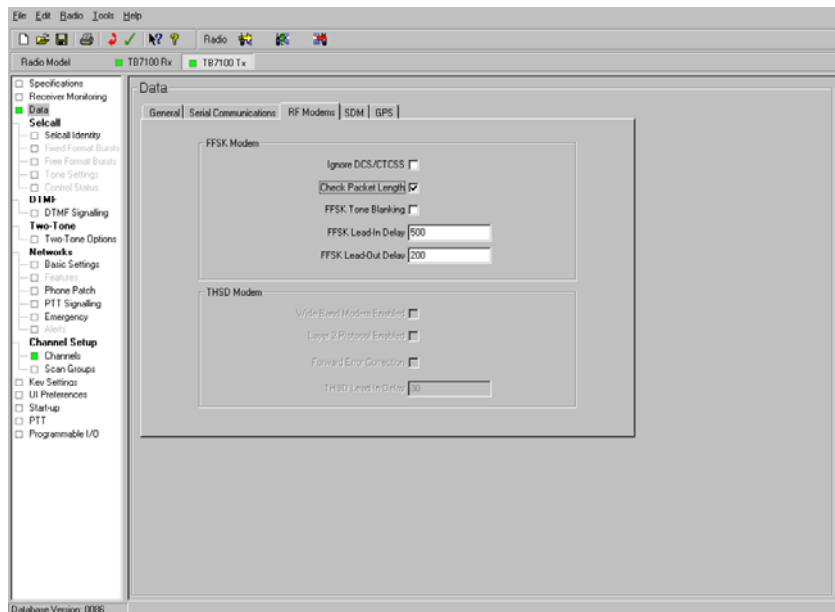 File Edit Radio Tools Help
Radio
Radio Model TB7100 Rx TB7100 Tx
Specifications
Receiver Monitoring
Data
Selcall
Selcall Identity
Fixed Format Bursts
Free Format Bursts
Tone Settings
Control Status
DTMF
DTMF Signaling
Two-Tone
Two-Tone Options
Networks
Basic Settings
Features
Phone Patch
PTT Signalling
Emergency
Alerts
Channel Setup
Channels
Scan Groups
Key Settings
UI Preferences
Start-up
PTT
Programmable I/O
Data
General Serial Communications RF Modems SDM GPS
FFSK Modem
Ignore DCS/CTCSS
Check Packet Length
FFSK Tone Blanking
FFSK Lead-In Delay 500
FFSK Lead-Out Delay 200
THSD Modem
Wide Band Modem Enabled
Layer 2 Protocol Enabled
Forward Error Correction
THSD Lead-In Delay 30
Database Version: 0086